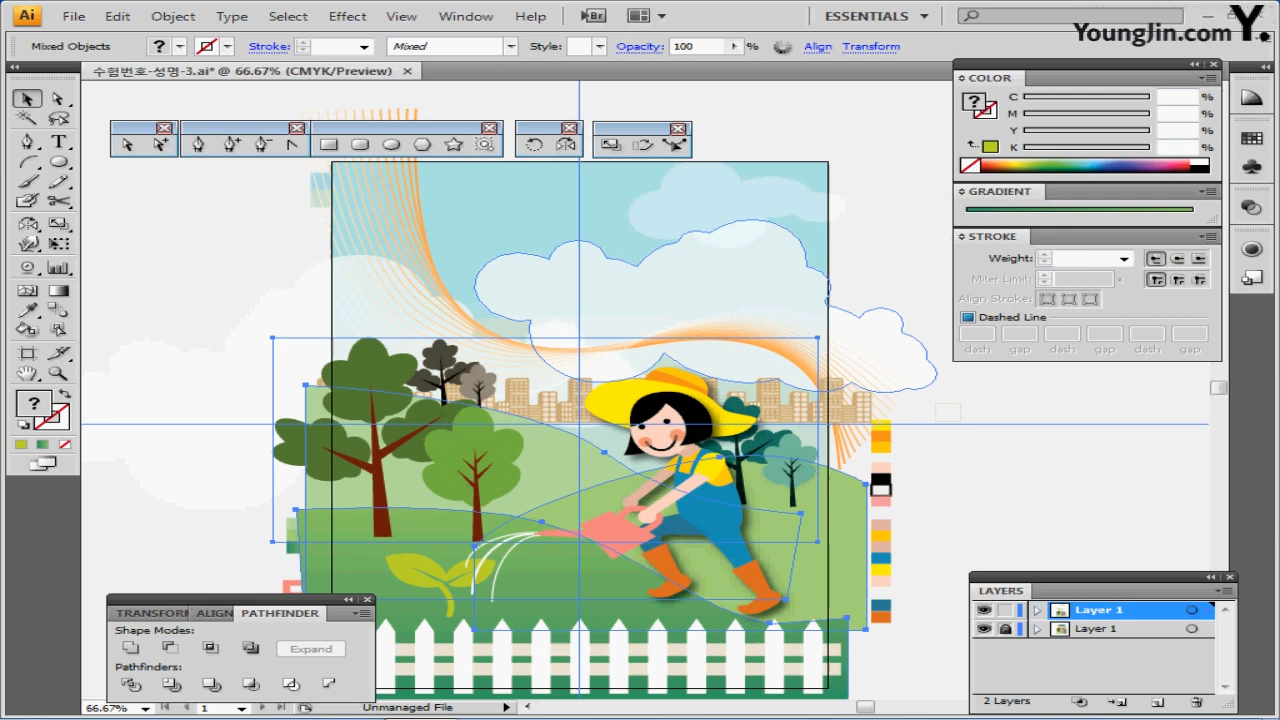 Ai File Edit Object Type Select Effect View Window Help Br ESSENTIALS
YoungJin.com Y.
Mixed Objects ? Stroke: Mixed Style: Opacity: 100 % Align Transform
수험번호-성명-3.ai* @ 66.67% (CMYK/Preview)
COLOR
? C %
M %
Y %
K %
GRADIENT
STROKE
Weight:
Miter Limit: x
Align Stroke:
Dashed Line
dash gap dash gap dash gap
T
?
LAYERS
Layer 1
Layer 1
2 Layers
TRANSFORM ALIGN PATHFINDER
Shape Modes:
Expand
Pathfinders:
66.67% 1 Unmanaged File